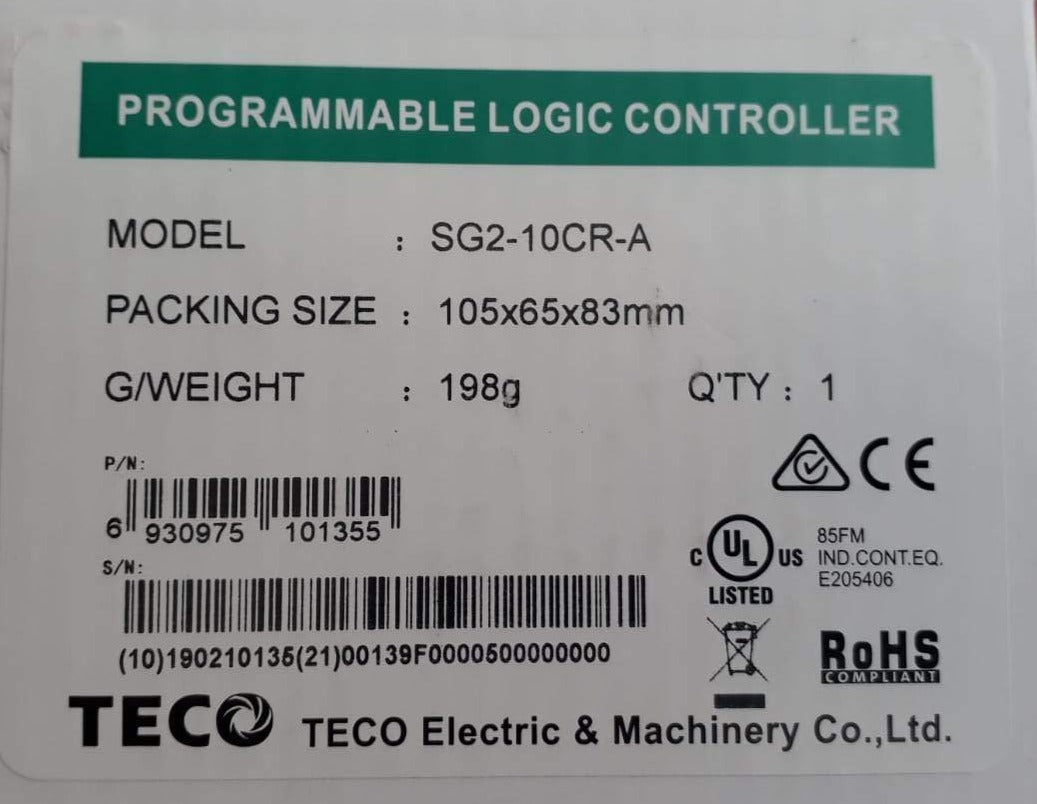 PROGRAMMABLE LOGIC CONTROLLER
MODEL : SG2-10CR-A
PACKING SIZE : 105x65x83mm
G/WEIGHT : 198g Q'TY : 1
P/N:
6 930975 101355
CE
S/N:
(10)190210135(21)00139F0000500000000
C UL US
LISTED
85FM
IND.CONT.EQ.
E205406
RoHS
COMPLIANT
TECO TECO Electric & Machinery Co.,Ltd.